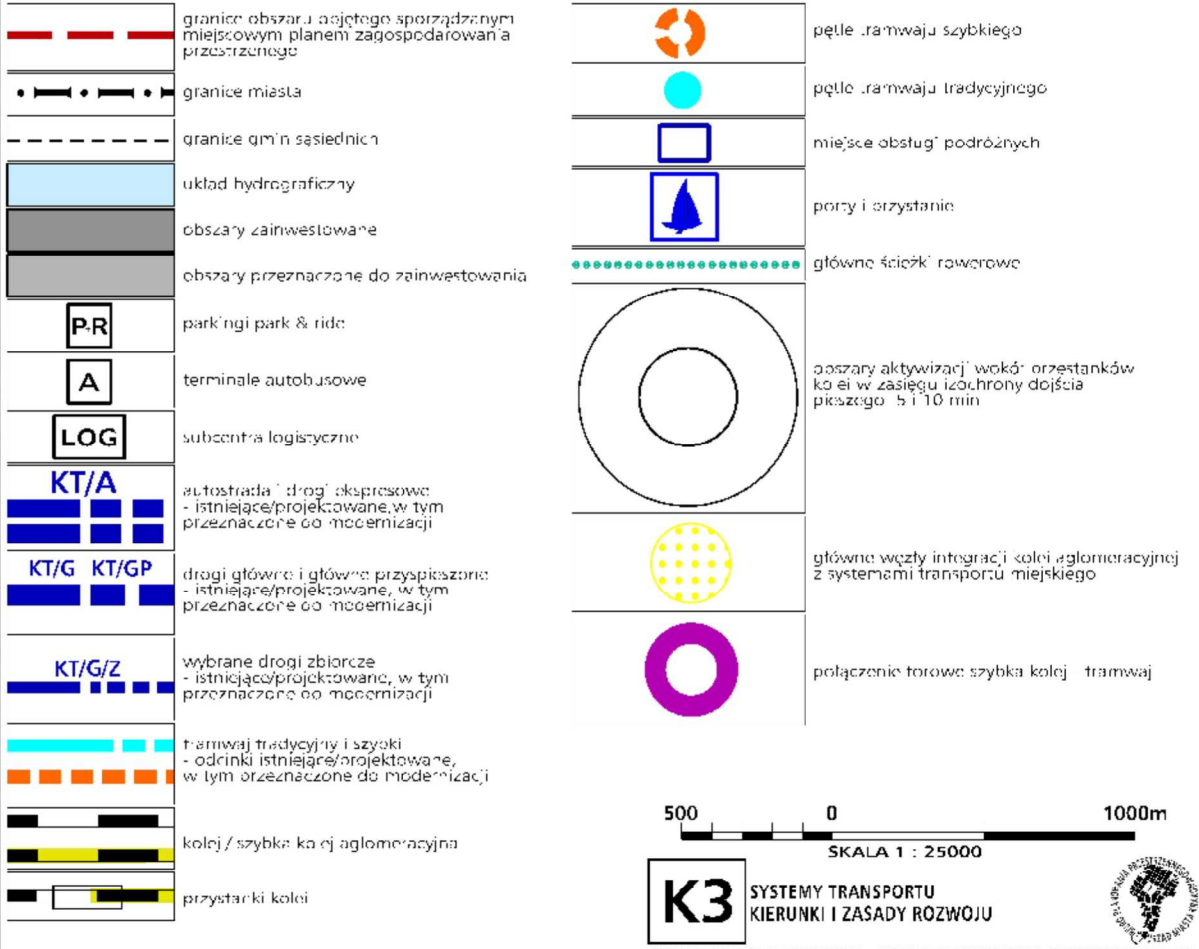 granice obszaru objętego sporządzanym
miejscowym planem zagospodarowania
przestrzenego
granice miasta
granice gmin sąsiednich
układ hydrograficzny
obszary zainwestowane
obszary przeznaczone do zainwestowania
P+R
parkingi park & ride
A
terminale autobusowe
LOG
subcentra logistyczne
KT/A
autostrada i drogi ekspresowe
- istniejące/projektowane,w tym
przeznaczone do modernizacji
KT/G KT/GP
drogi główne i główne przyspieszone
- istniejące/projektowane, w tym
przeznaczone do modernizacji
KT/G/Z
wybrane drogi zbiorcze
- istniejące/projektowane, w tym
przeznaczone do modernizacji
tramwaj tradycyjny i szybki
- odcinki istniejące/projektowane,
w tym przeznaczone do modernizacji
kolej / szybka kolej aglomeracyjna
przystanki kolei
pętle tramwaju szybkiego
pętle tramwaju tradycyjnego
miejsce obsługi podróżnych
porty i przystanie
główne ścieżki rowerowe
obszary aktywizacji wokół przystanków
kolei w zasięgu izochrony dojścia
pieszego 5 i 10 min
główne węzły integracji kolei aglomeracyjnej
z systemami transportu miejskiego
połączenie torowe szybka kolej - tramwaj
500 0 1000m
SKALA 1 : 25000
K3
SYSTEMY TRANSPORTU
KIERUNKI I ZASADY ROZWOJU